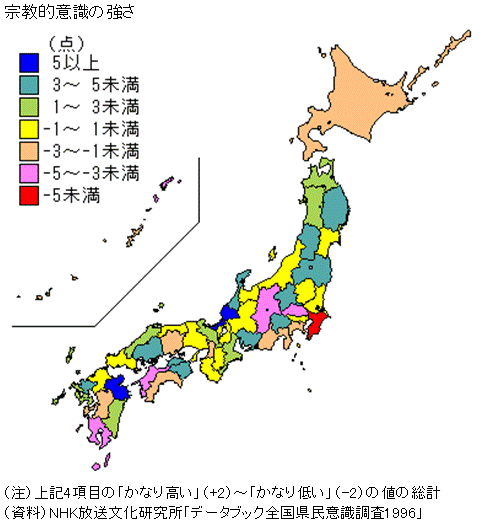 宗教的意識の強さ
(点)
5以上
3～ 5未満
1～ 3未満
-1～ 1未満
-3～-1未満
-5～-3未満
-5未満
(注)上記4項目の「かなり高い」(+2)～「かなり低い」(-2)の値の総計
(資料)NHK放送文化研究所「データブック全国県民意識調査1996」